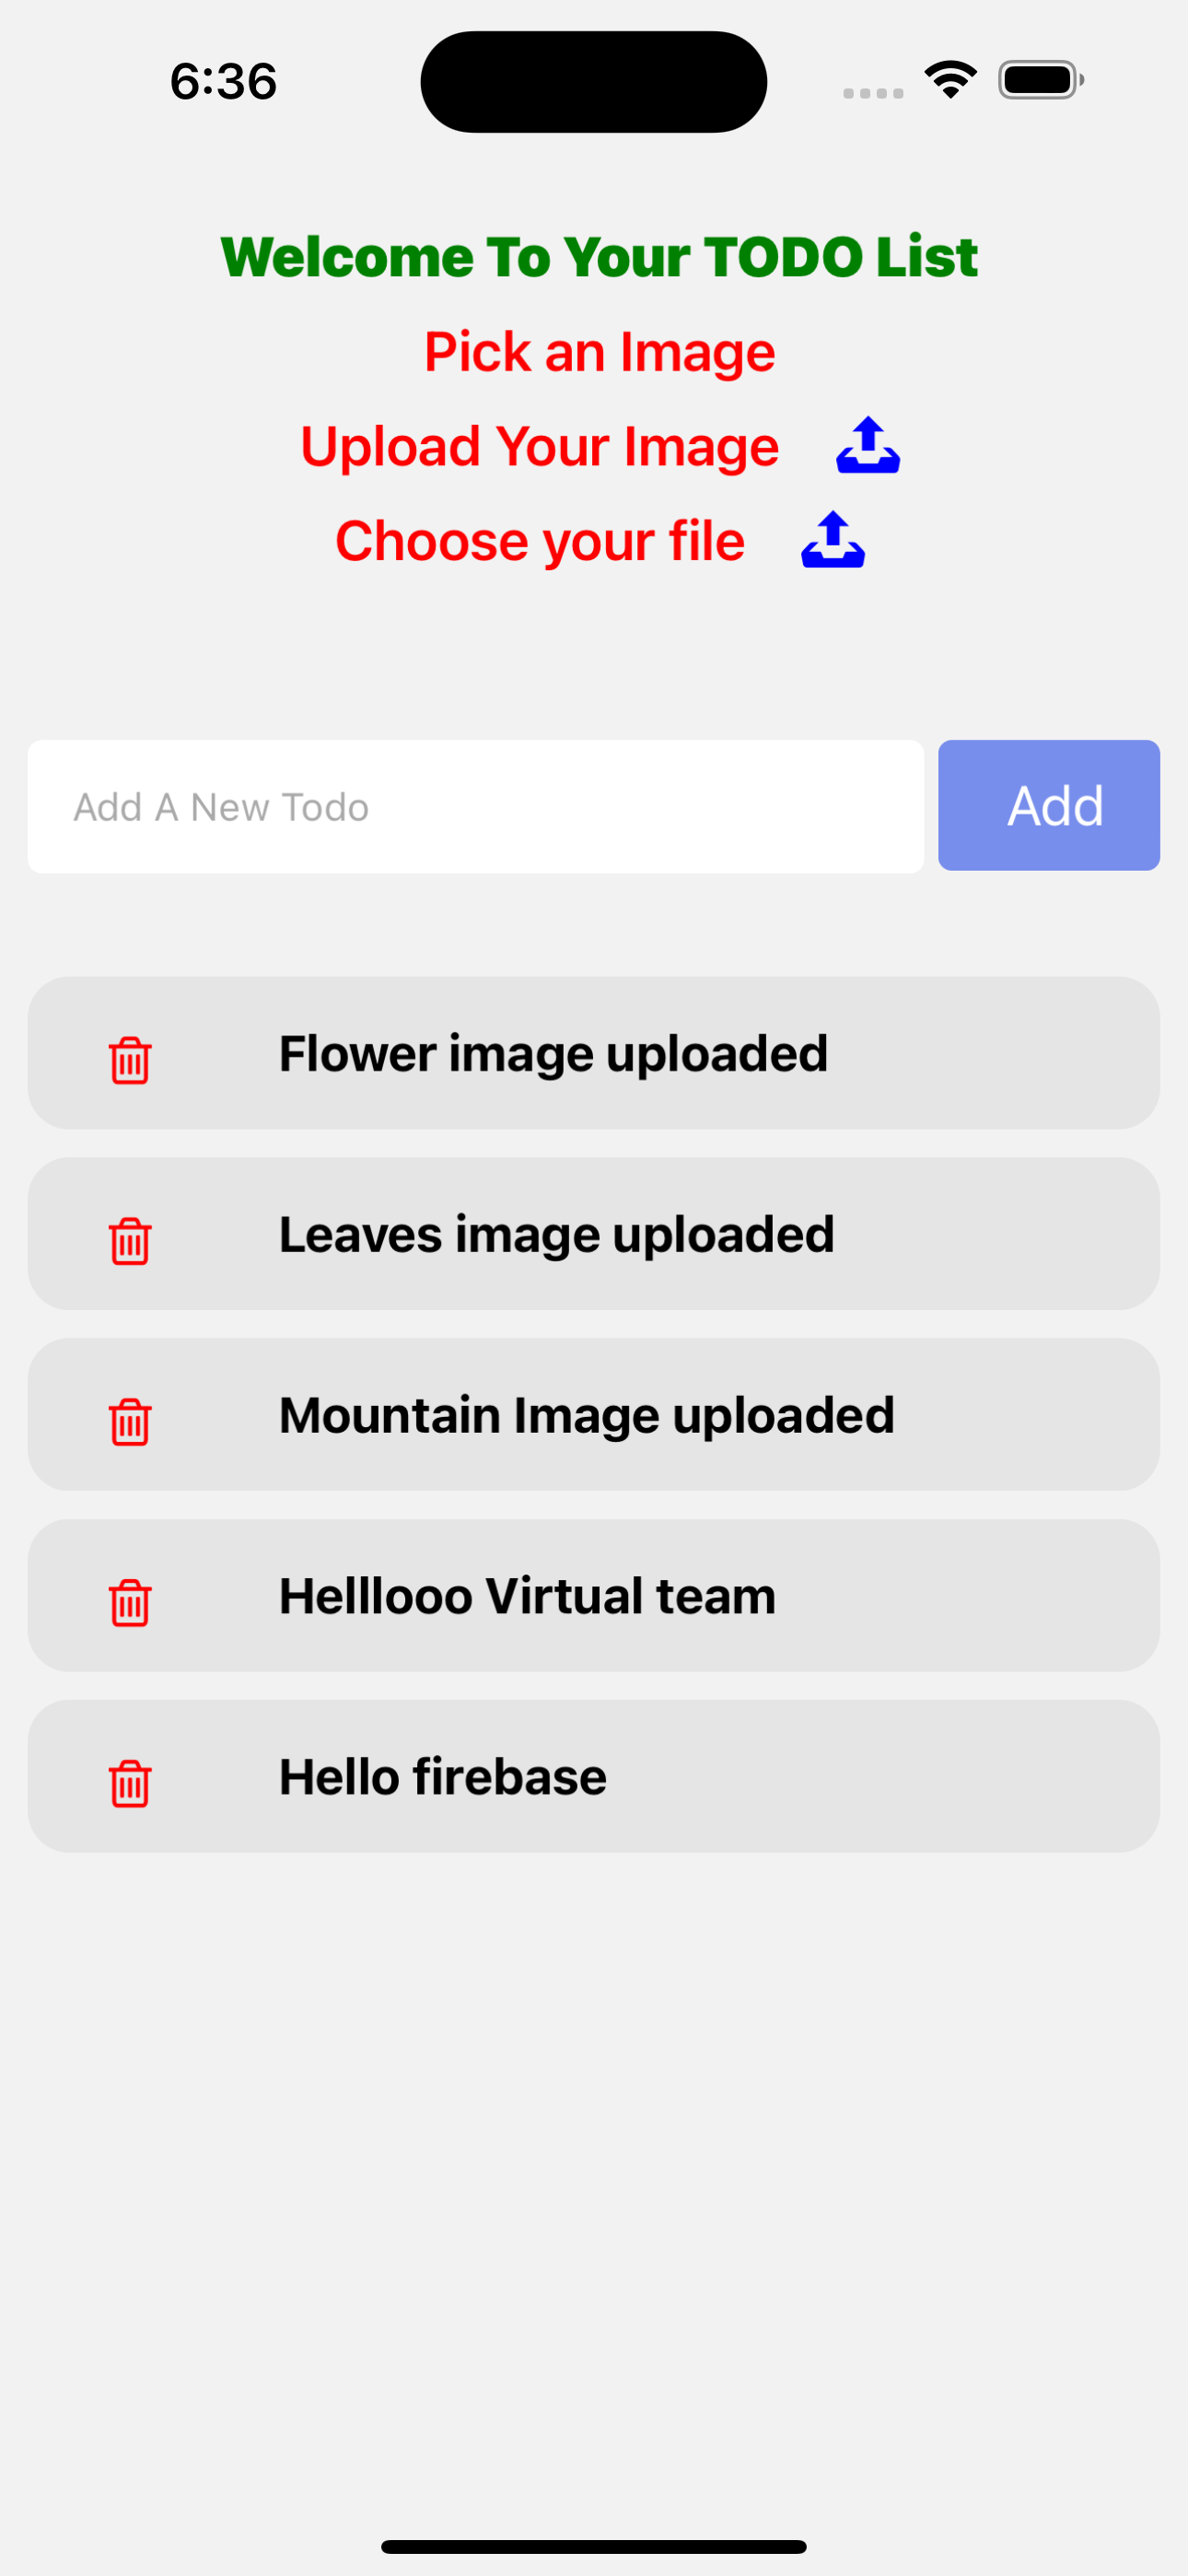 6:36
Welcome To Your TODO List
Pick an Image
Upload Your Image
Choose your file
Add A New Todo
Add
Flower image uploaded
Leaves image uploaded
Mountain Image uploaded
Helllooo Virtual team
Hello firebase